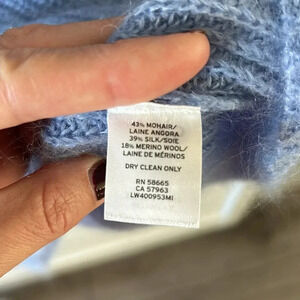 43% MOHAIR/
LAINE ANGORA
39% SILK/SOIE
18% MERINO WOOL/
LAINE DE MÉRINOS
DRY CLEAN ONLY
RN 58665
CA 57963
LW400953MI